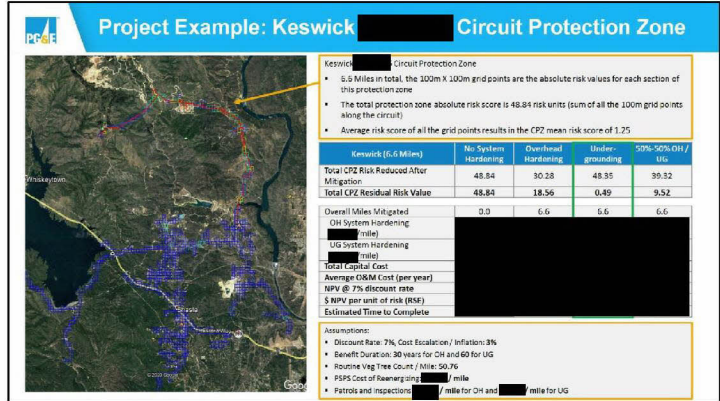 PG&E
Project Example: Keswick Circuit Protection Zone
Keswick Circuit Protection Zone
▪ 6.6 Miles in total, the 100m X 100m grid points are the absolute risk values for each section of
this protection zone
▪ The total protection zone absolute risk score is 48.84 risk units (sum of all the 100m grid points
along the circuit)
▪ Average risk score of all the grid points results in the CPZ mean risk of 1.25
Keswick (6.6 Miles) No System Hardening Overhead Hardening Under-grounding 50%-50% OH / UG
Total CPZ Risk Reduced After Mitigation 48.84 30.28 48.35 39.32
Total CPZ Residual Risk Value 48.84 18.56 0.49 9.52
Overall Miles Mitigated 0.0 6.6 6.6 6.6
OH System Hardening
/mile)
UG System Hardening
/mile)
Total Capital Cost
Average O&M Cost (per year)
NPV @ 7% discount rate
$ NPV per unit of risk (RSE)
Estimated Time to Complete
Assumptions:
▪ Discount Rate: 7%, Cost Escalation / Inflation: 3%
▪ Benefit Duration: 30 years for OH and 60 for UG
▪ Routine Veg Tree Count / Mile: 50.76
▪ PSPS Cost of Reenergizing: / mile
▪ Patrols and Inspections / mile for OH and / mile for UG
Whiskeytown
Shasta